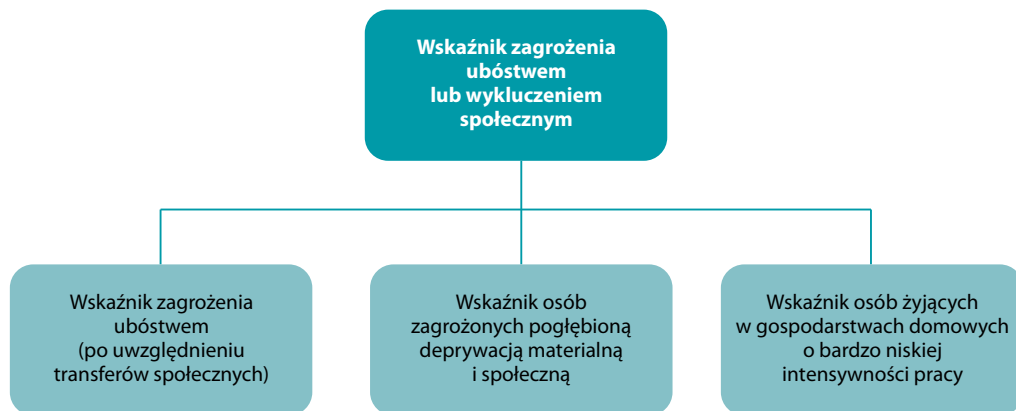 Wskaźnik zagrożenia
ubóstwem
lub wykluczeniem
społecznym
Wskaźnik zagrożenia
ubóstwem
(po uwzględnieniu
transferów społecznych)
Wskaźnik osób
zagrożonych pogłębioną
deprywacją materialną
i społeczną
Wskaźnik osób żyjących
w gospodarstwach domowych
o bardzo niskiej
intensywności pracy